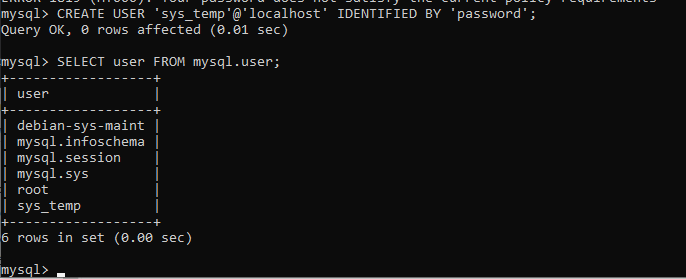 ERROR 1819 (HY000): Your password does not satisfy the current policy requirements
mysql> CREATE USER 'sys_temp'@'localhost' IDENTIFIED BY 'password';
Query OK, 0 rows affected (0.01 sec)
mysql> SELECT user FROM mysql.user;
+------------------+
| user             |
+------------------+
| debian-sys-maint |
| mysql.infoschema |
| mysql.session    |
| mysql.sys        |
| root             |
| sys_temp         |
+------------------+
6 rows in set (0.00 sec)
mysql>